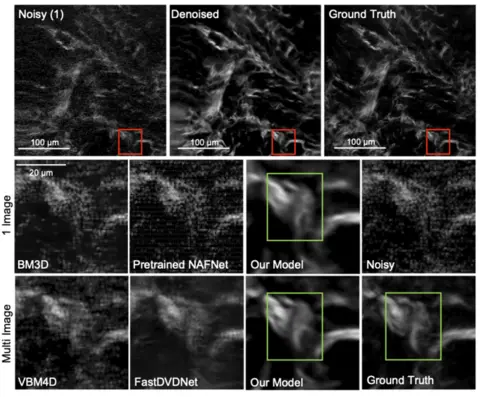 Noisy (1)
Denoised
Ground Truth
100 μm
100 μm
100 μm
20 μm
1 Image
BM3D
Pretrained NAFNet
Our Model
Noisy
Multi Image
VBM4D
FastDVDNet
Our Model
Ground Truth